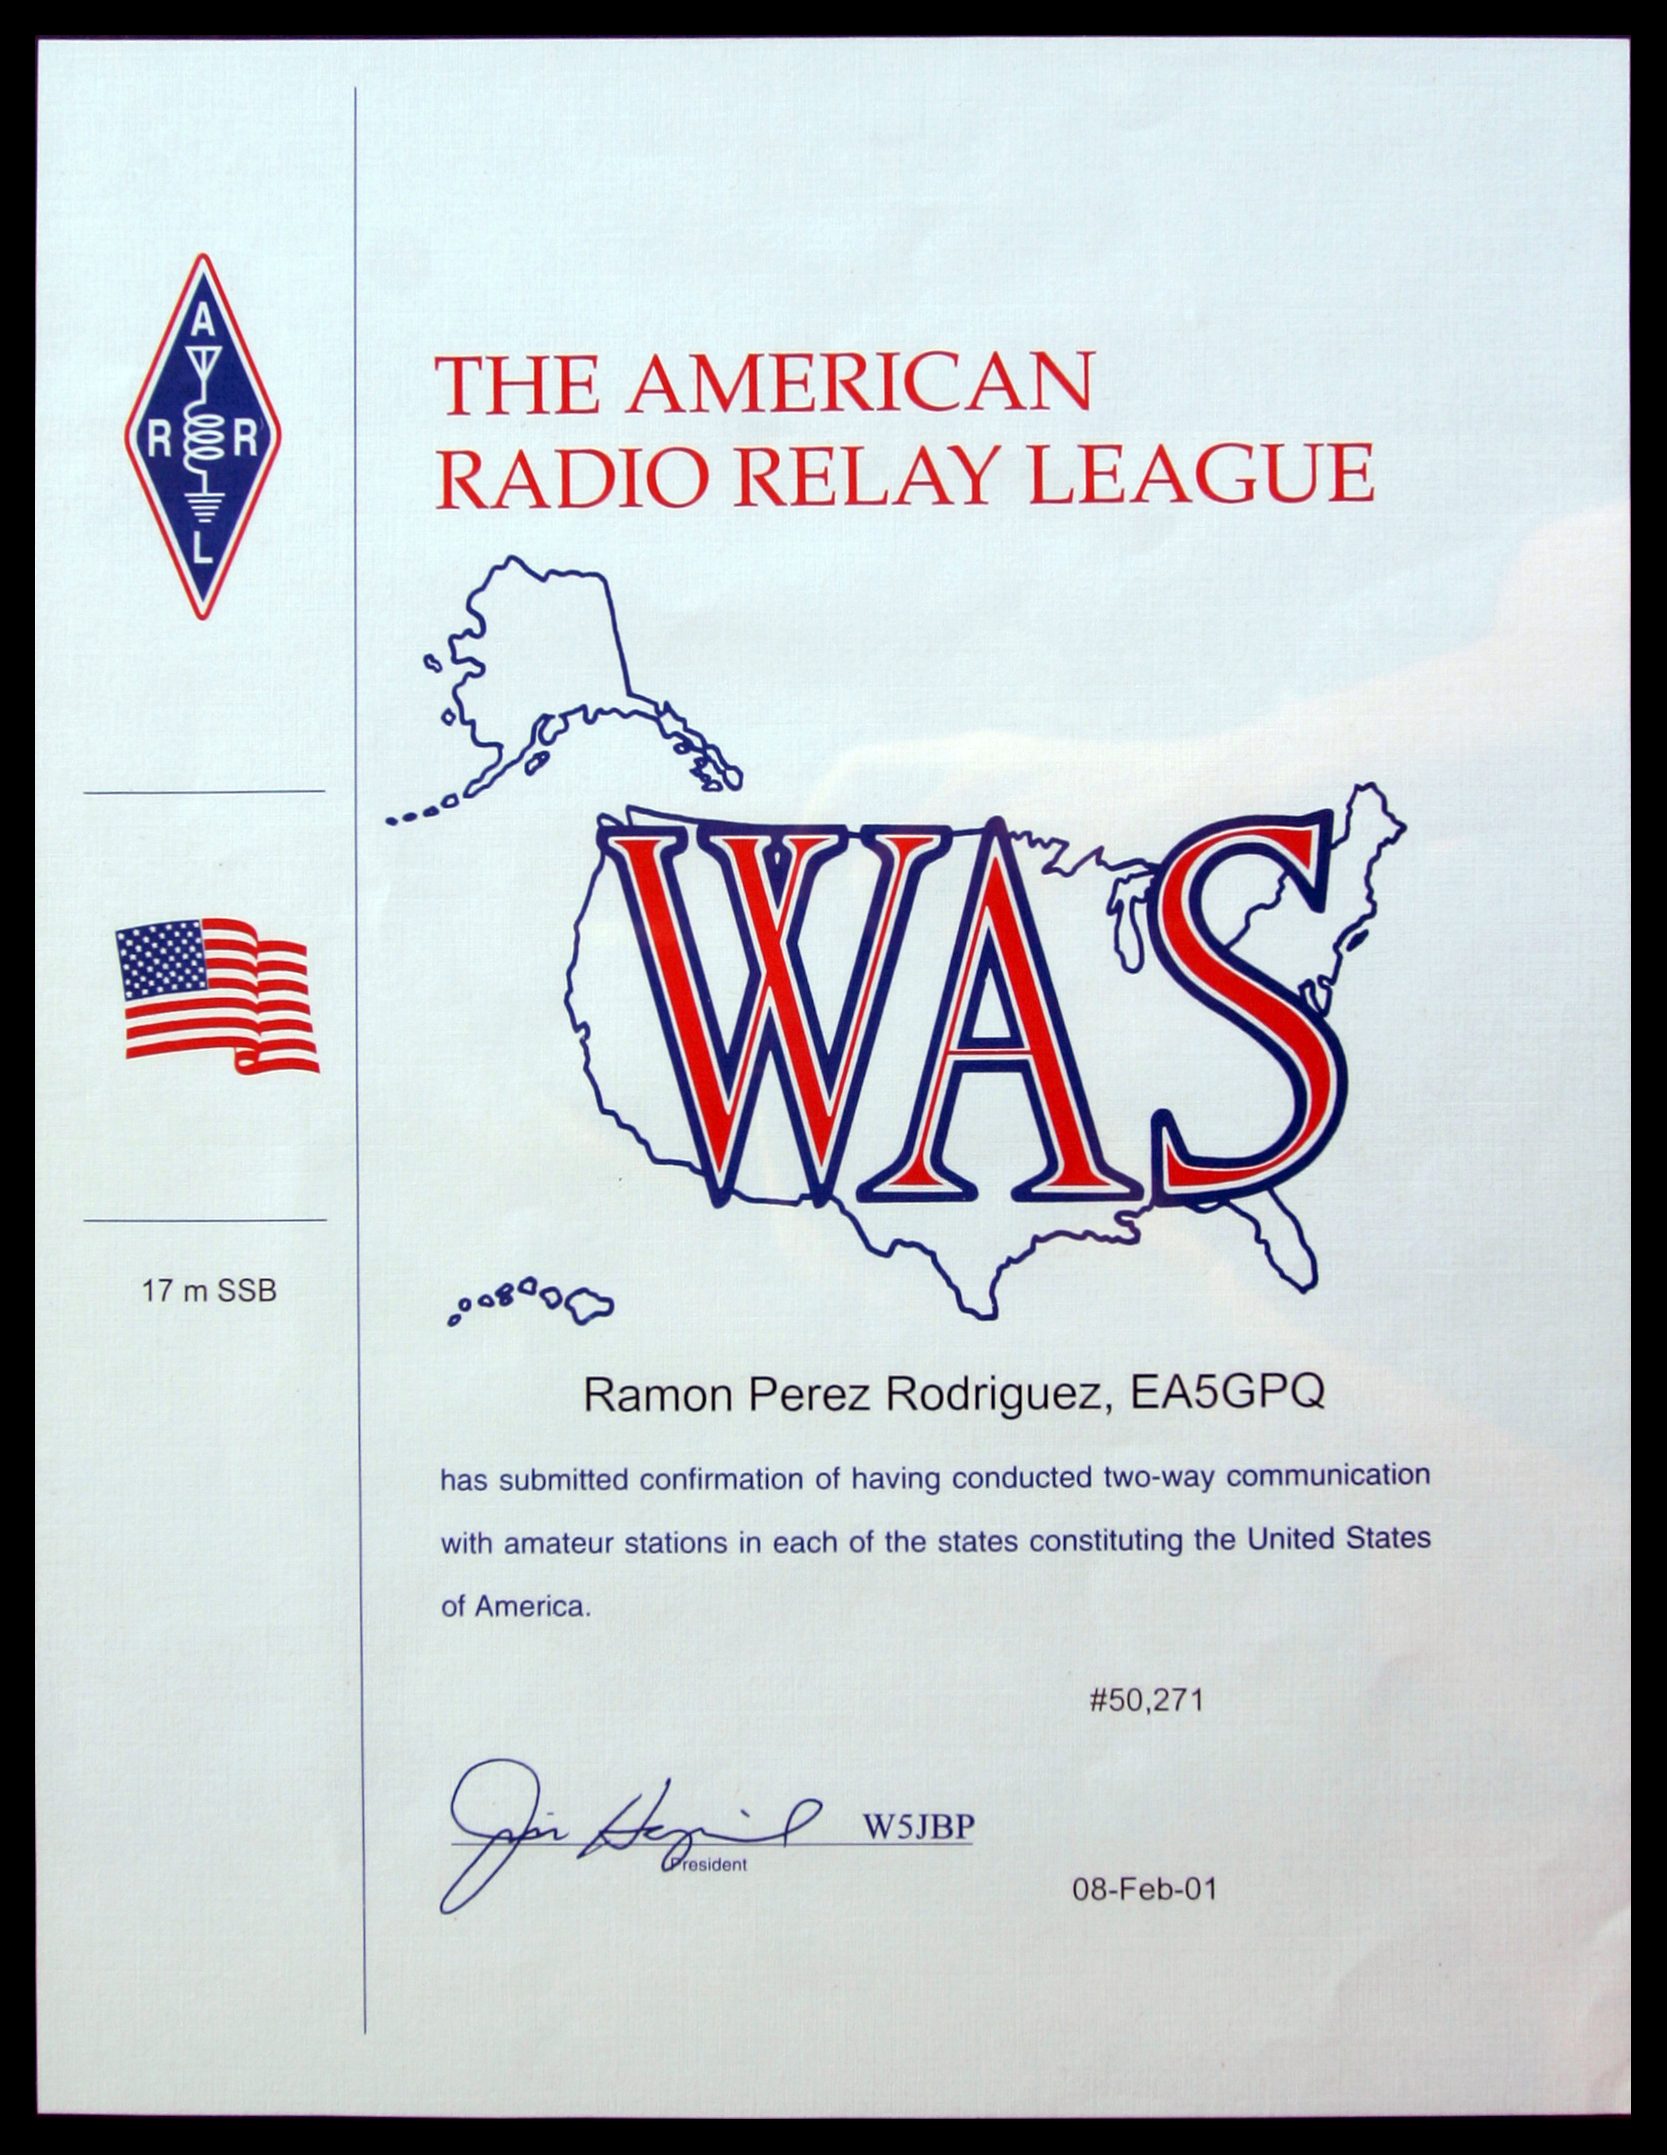 A
R R
L
THE AMERICAN
RADIO RELAY LEAGUE
WAS
17 m SSB
Ramon Perez Rodriguez, EA5GPQ
has submitted confirmation of having conducted two-way communication
with amateur stations in each of the states constituting the United States
of America.
#50,271
W5JBP
President
08-Feb-01